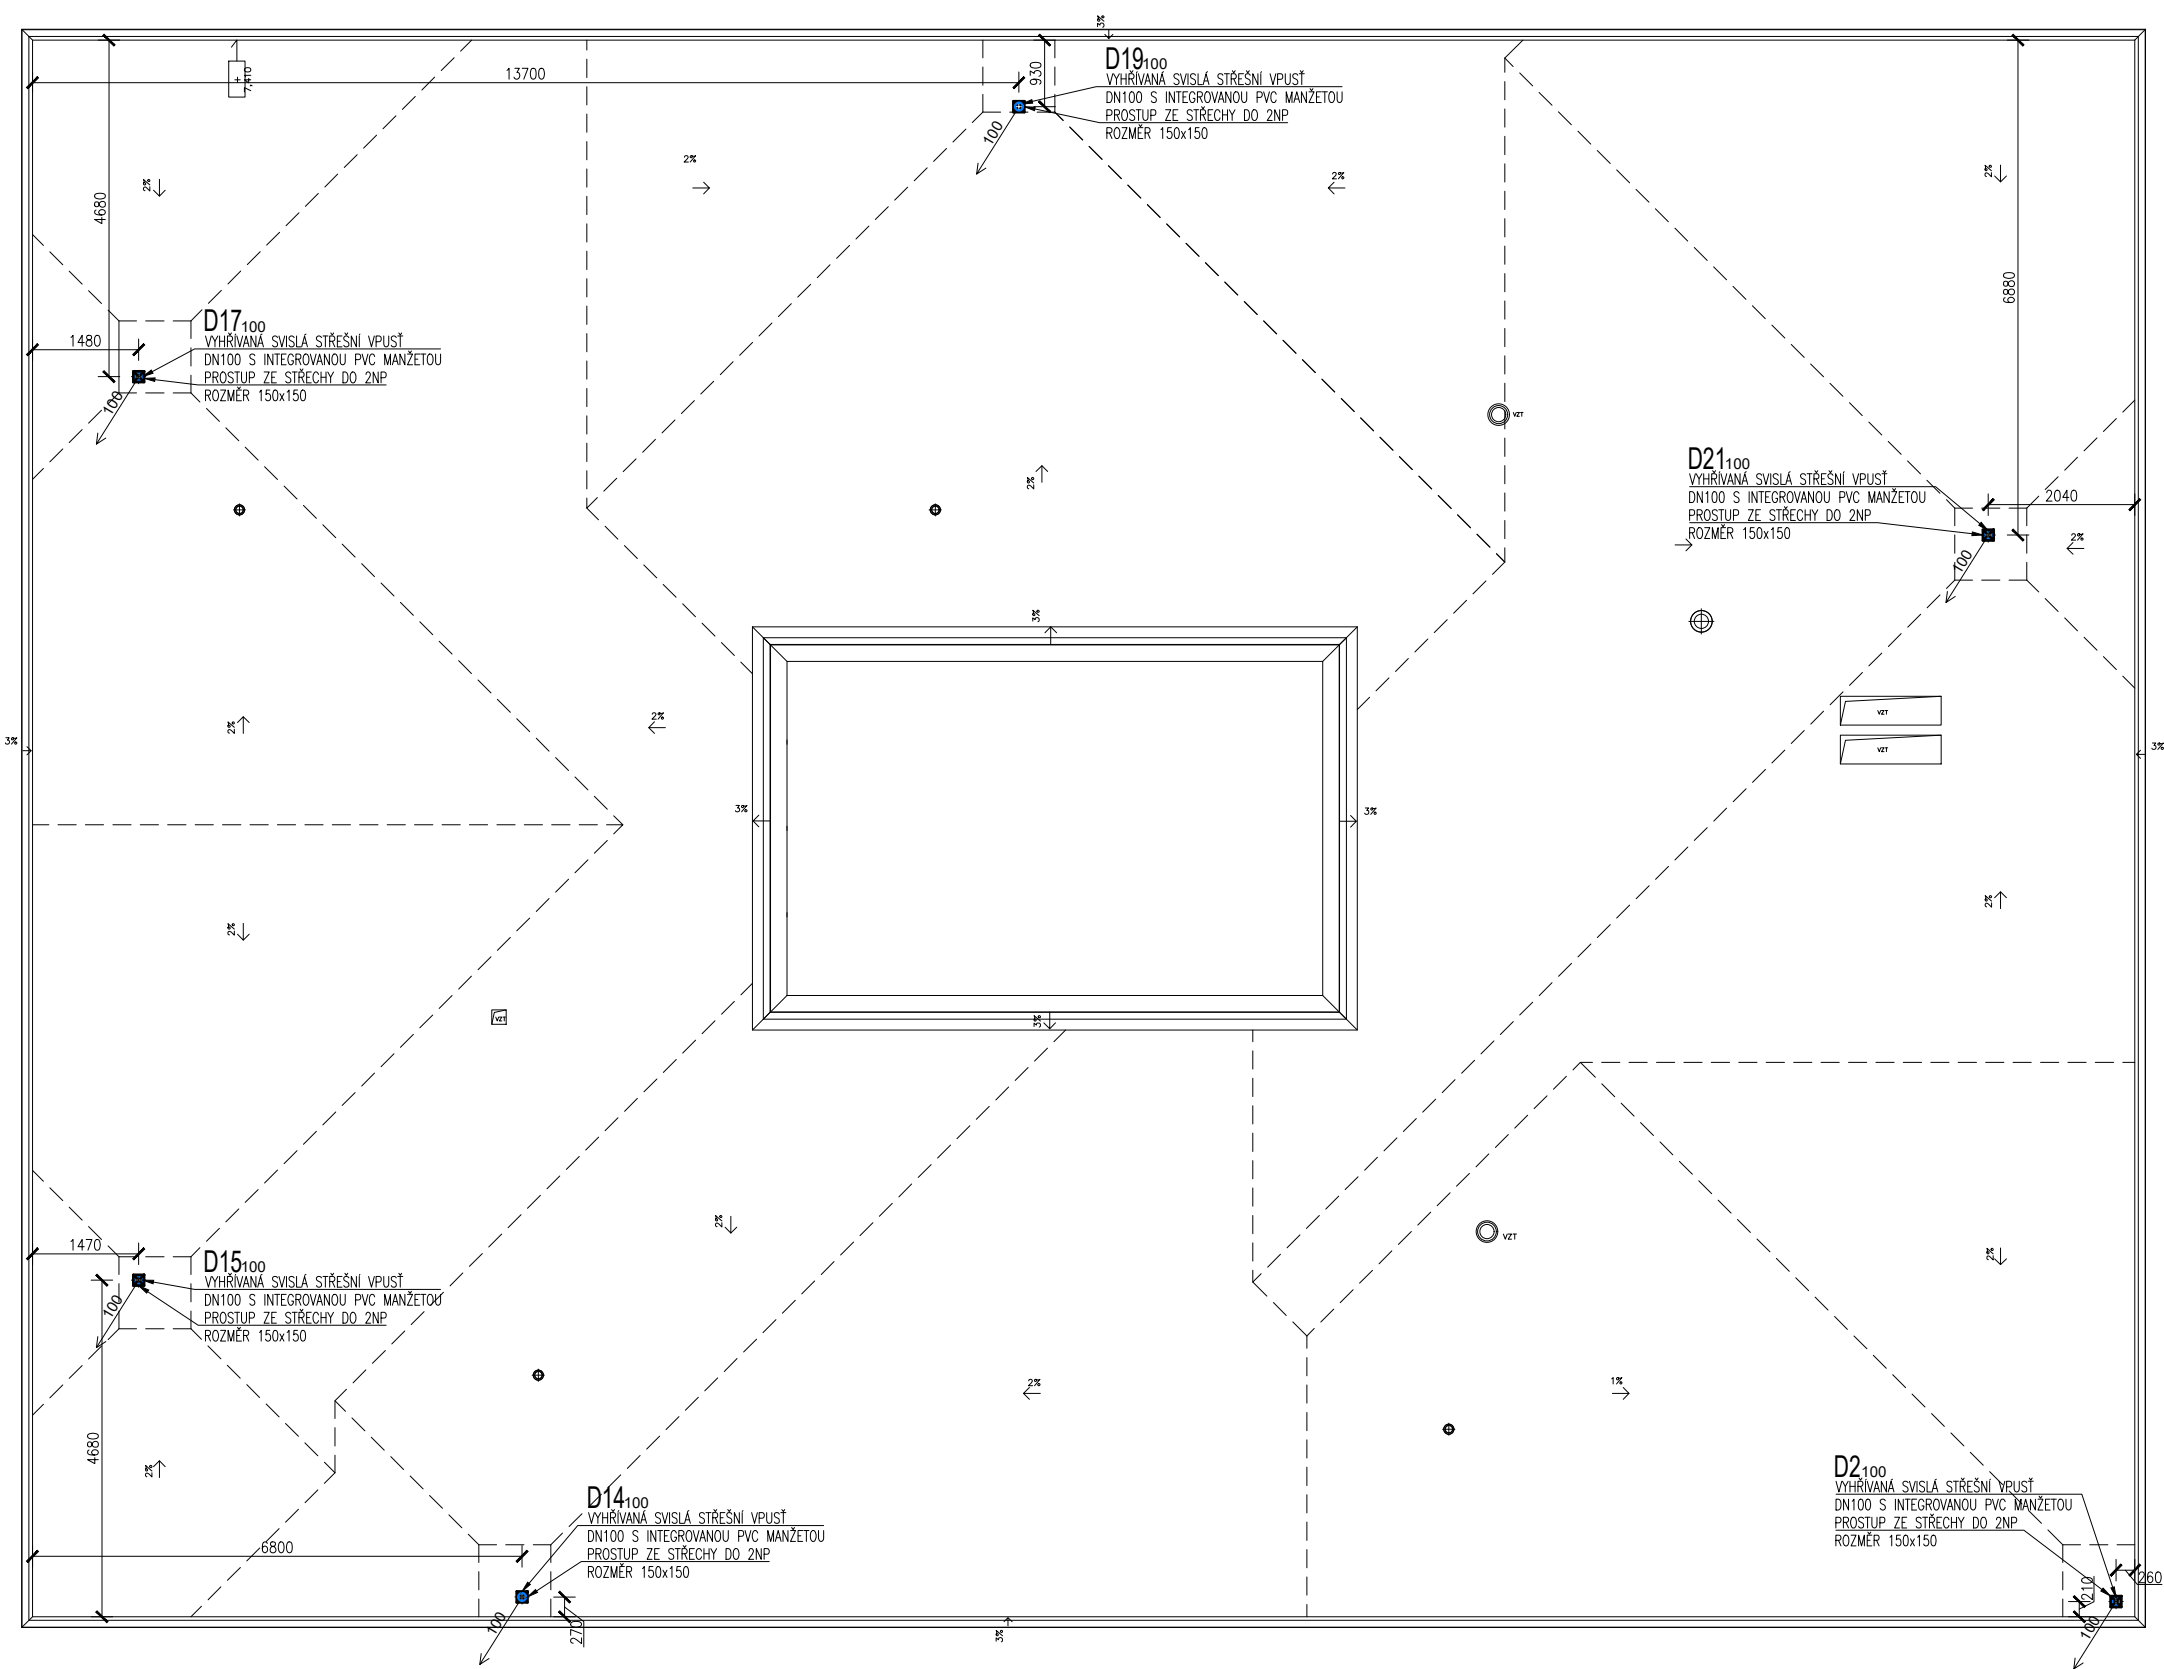 3%
13700
930
D19100
VYHŘÍVANÁ SVISLÁ STŘEŠNÍ VPUSŤ
DN100 S INTEGROVANOU PVC MANŽETOU
PROSTUP ZE STŘECHY DO 2NP
ROZMĚR 150x150
100
+
7,410
2%
4680
2%
2%
2%
6880
D17100
VYHŘÍVANÁ SVISLÁ STŘEŠNÍ VPUSŤ
DN100 S INTEGROVANOU PVC MANŽETOU
PROSTUP ZE STŘECHY DO 2NP
ROZMĚR 150x150
1480
100
VZT
2%
D21100
VYHŘÍVANÁ SVISLÁ STŘEŠNÍ VPUSŤ
DN100 S INTEGROVANOU PVC MANŽETOU
PROSTUP ZE STŘECHY DO 2NP
ROZMĚR 150x150
2040
2%
100
3%
2%
2%
3%
VZT
VZT
3%
3%
3%
2%
2%
VZT
3%
1470
D15100
VYHŘÍVANÁ SVISLÁ STŘEŠNÍ VPUSŤ
DN100 S INTEGROVANOU PVC MANŽETOU
PROSTUP ZE STŘECHY DO 2NP
ROZMĚR 150x150
100
2%
VZT
2%
4680
2%
2%
1%
D14100
VYHŘÍVANÁ SVISLÁ STŘEŠNÍ VPUSŤ
DN100 S INTEGROVANOU PVC MANŽETOU
PROSTUP ZE STŘECHY DO 2NP
ROZMĚR 150x150
6800
100
270
3%
D2100
VYHŘÍVANÁ SVISLÁ STŘEŠNÍ VPUSŤ
DN100 S INTEGROVANOU PVC MANŽETOU
PROSTUP ZE STŘECHY DO 2NP
ROZMĚR 150x150
210
260
100